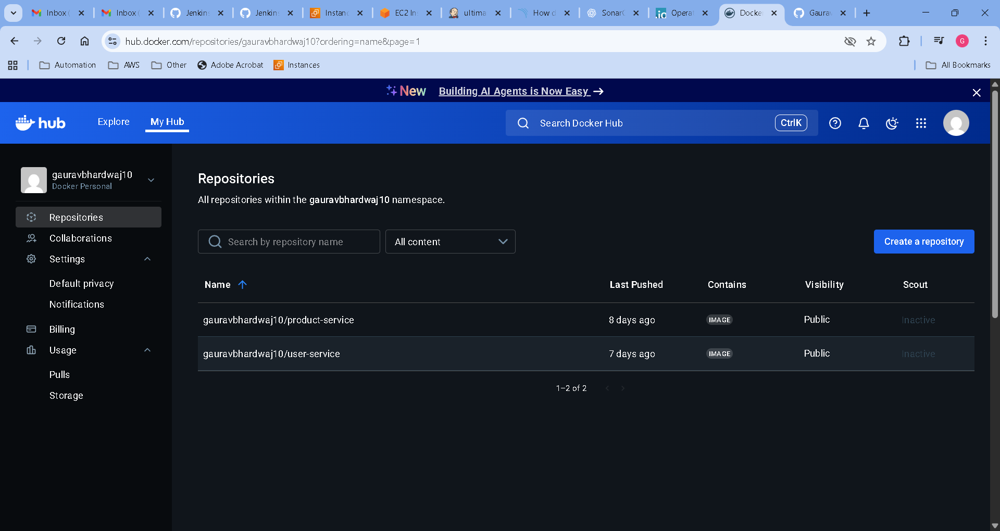 Inbox (
Inbox (
Jenkin
Jenkin
Instanc
EC2 In
ultima
How d
SonarQ
Operat
Docker
Gaurav
hub.docker.com/repositories/gauravbhardwaj10?ordering=name&page=1
G
Automation
AWS
Other
Adobe Acrobat
Instances
All Bookmarks
New Building AI Agents is Now Easy →
hub
Explore
My Hub
Search Docker Hub
CtrlK
gauravbhardwaj10
Docker Personal
Repositories
Collaborations
Settings
Default privacy
Notifications
Billing
Usage
Pulls
Storage
Repositories
All repositories within the gauravbhardwaj10 namespace.
Search by repository name
All content
Create a repository
Name Last Pushed Contains Visibility Scout
gauravbhardwaj10/product-service 8 days ago IMAGE Public Inactive
gauravbhardwaj10/user-service 7 days ago IMAGE Public Inactive
1–2 of 2